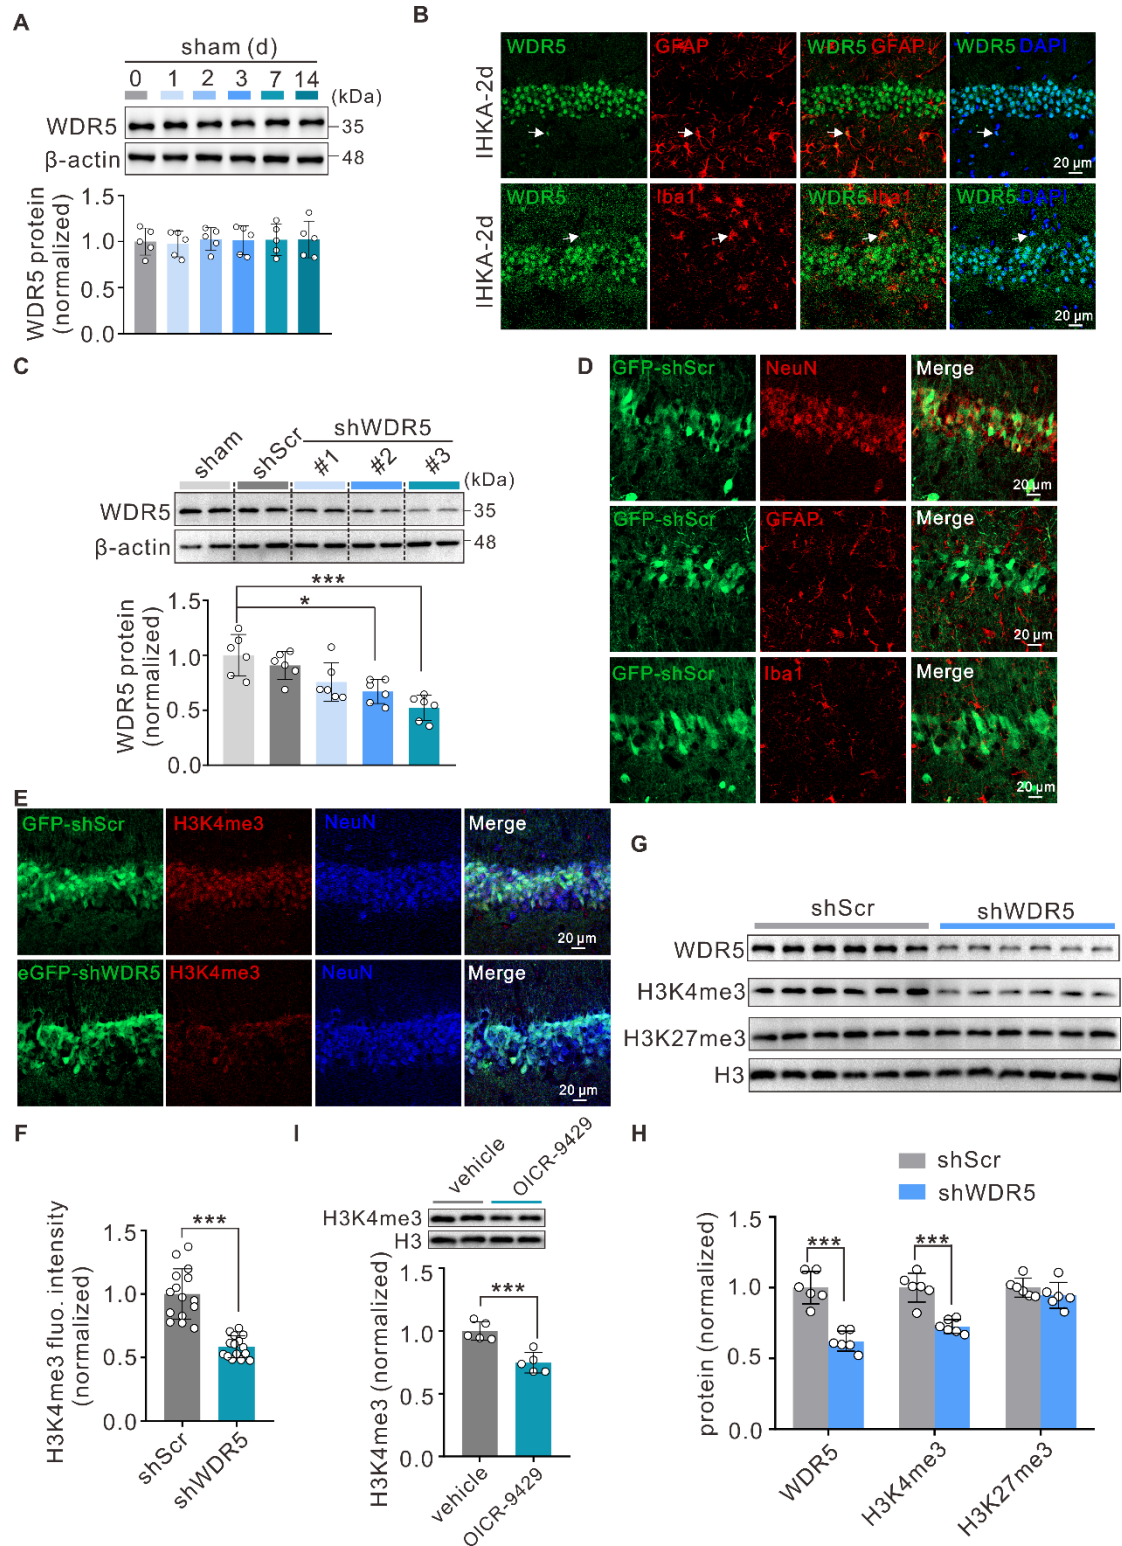 A
sham (d)
0 1 2 3 7 14
(kDa)
WDR5
35
β-actin
48
WDR5 protein
(normalized)
1.5
1.0
0.5
0.0
B
IHKA-2d
WDR5
GFAP
WDR5 GFAP
WDR5 DAPI
20 µm
IHKA-2d
WDR5
Iba1
WDR5 Iba1
WDR5 DAPI
20 µm
C
sham
shScr
shWDR5
#1
#2
#3
(kDa)
WDR5
35
β-actin
48
WDR5 protein
(normalized)
1.5
1.0
0.5
0.0
***
*
D
GFP-shScr
NeuN
Merge
20 µm
GFP-shScr
GFAP
Merge
20 µm
GFP-shScr
Iba1
Merge
20 µm
E
GFP-shScr
H3K4me3
NeuN
Merge
20 µm
eGFP-shWDR5
H3K4me3
NeuN
Merge
20 µm
G
shScr
shWDR5
WDR5
H3K4me3
H3K27me3
H3
F
H3K4me3 fluo. intensity
(normalized)
1.5
1.0
0.5
0.0
***
shScr
shWDR5
I
vehicle
OICR-9429
H3K4me3
H3
H3K4me3 (normalized)
1.5
1.0
0.5
0.0
***
vehicle
OICR-9429
H
shScr
shWDR5
protein (normalized)
1.5
1.0
0.5
0.0
***
***
WDR5
H3K4me3
H3K27me3